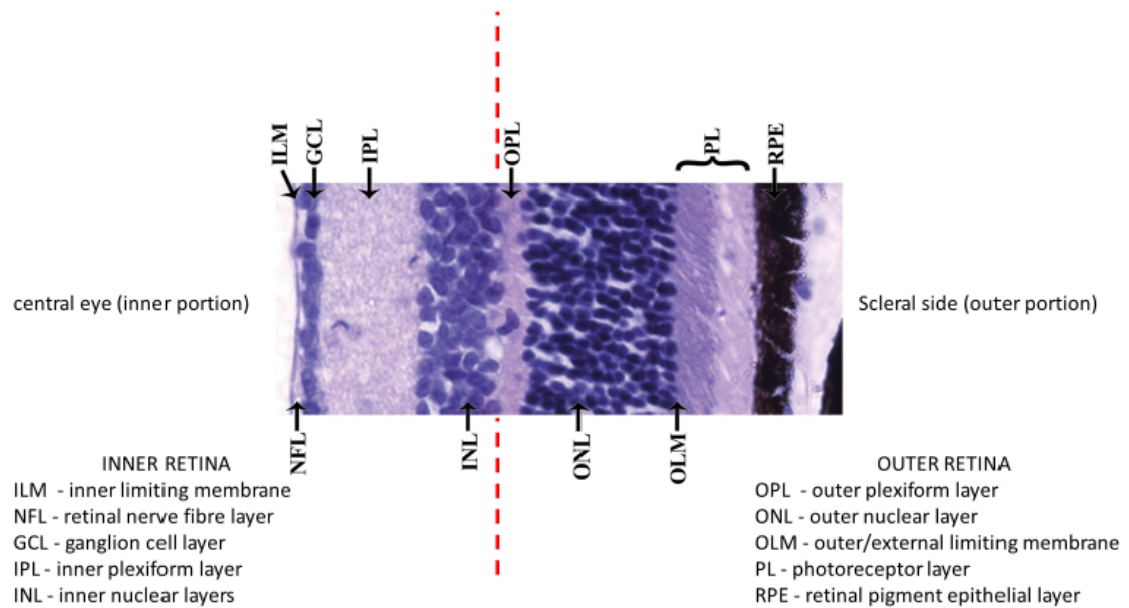 ILM
GCL
IPL
OPL
PL
RPE
central eye (inner portion)
Scleral side (outer portion)
NFL
INL
ONL
OLM
INNER RETINA
ILM - inner limiting membrane
NFL - retinal nerve fibre layer
GCL - ganglion cell layer
IPL - inner plexiform layer
INL - inner nuclear layers
OUTER RETINA
OPL - outer plexiform layer
ONL - outer nuclear layer
OLM - outer/external limiting membrane
PL - photoreceptor layer
RPE - retinal pigment epithelial layer